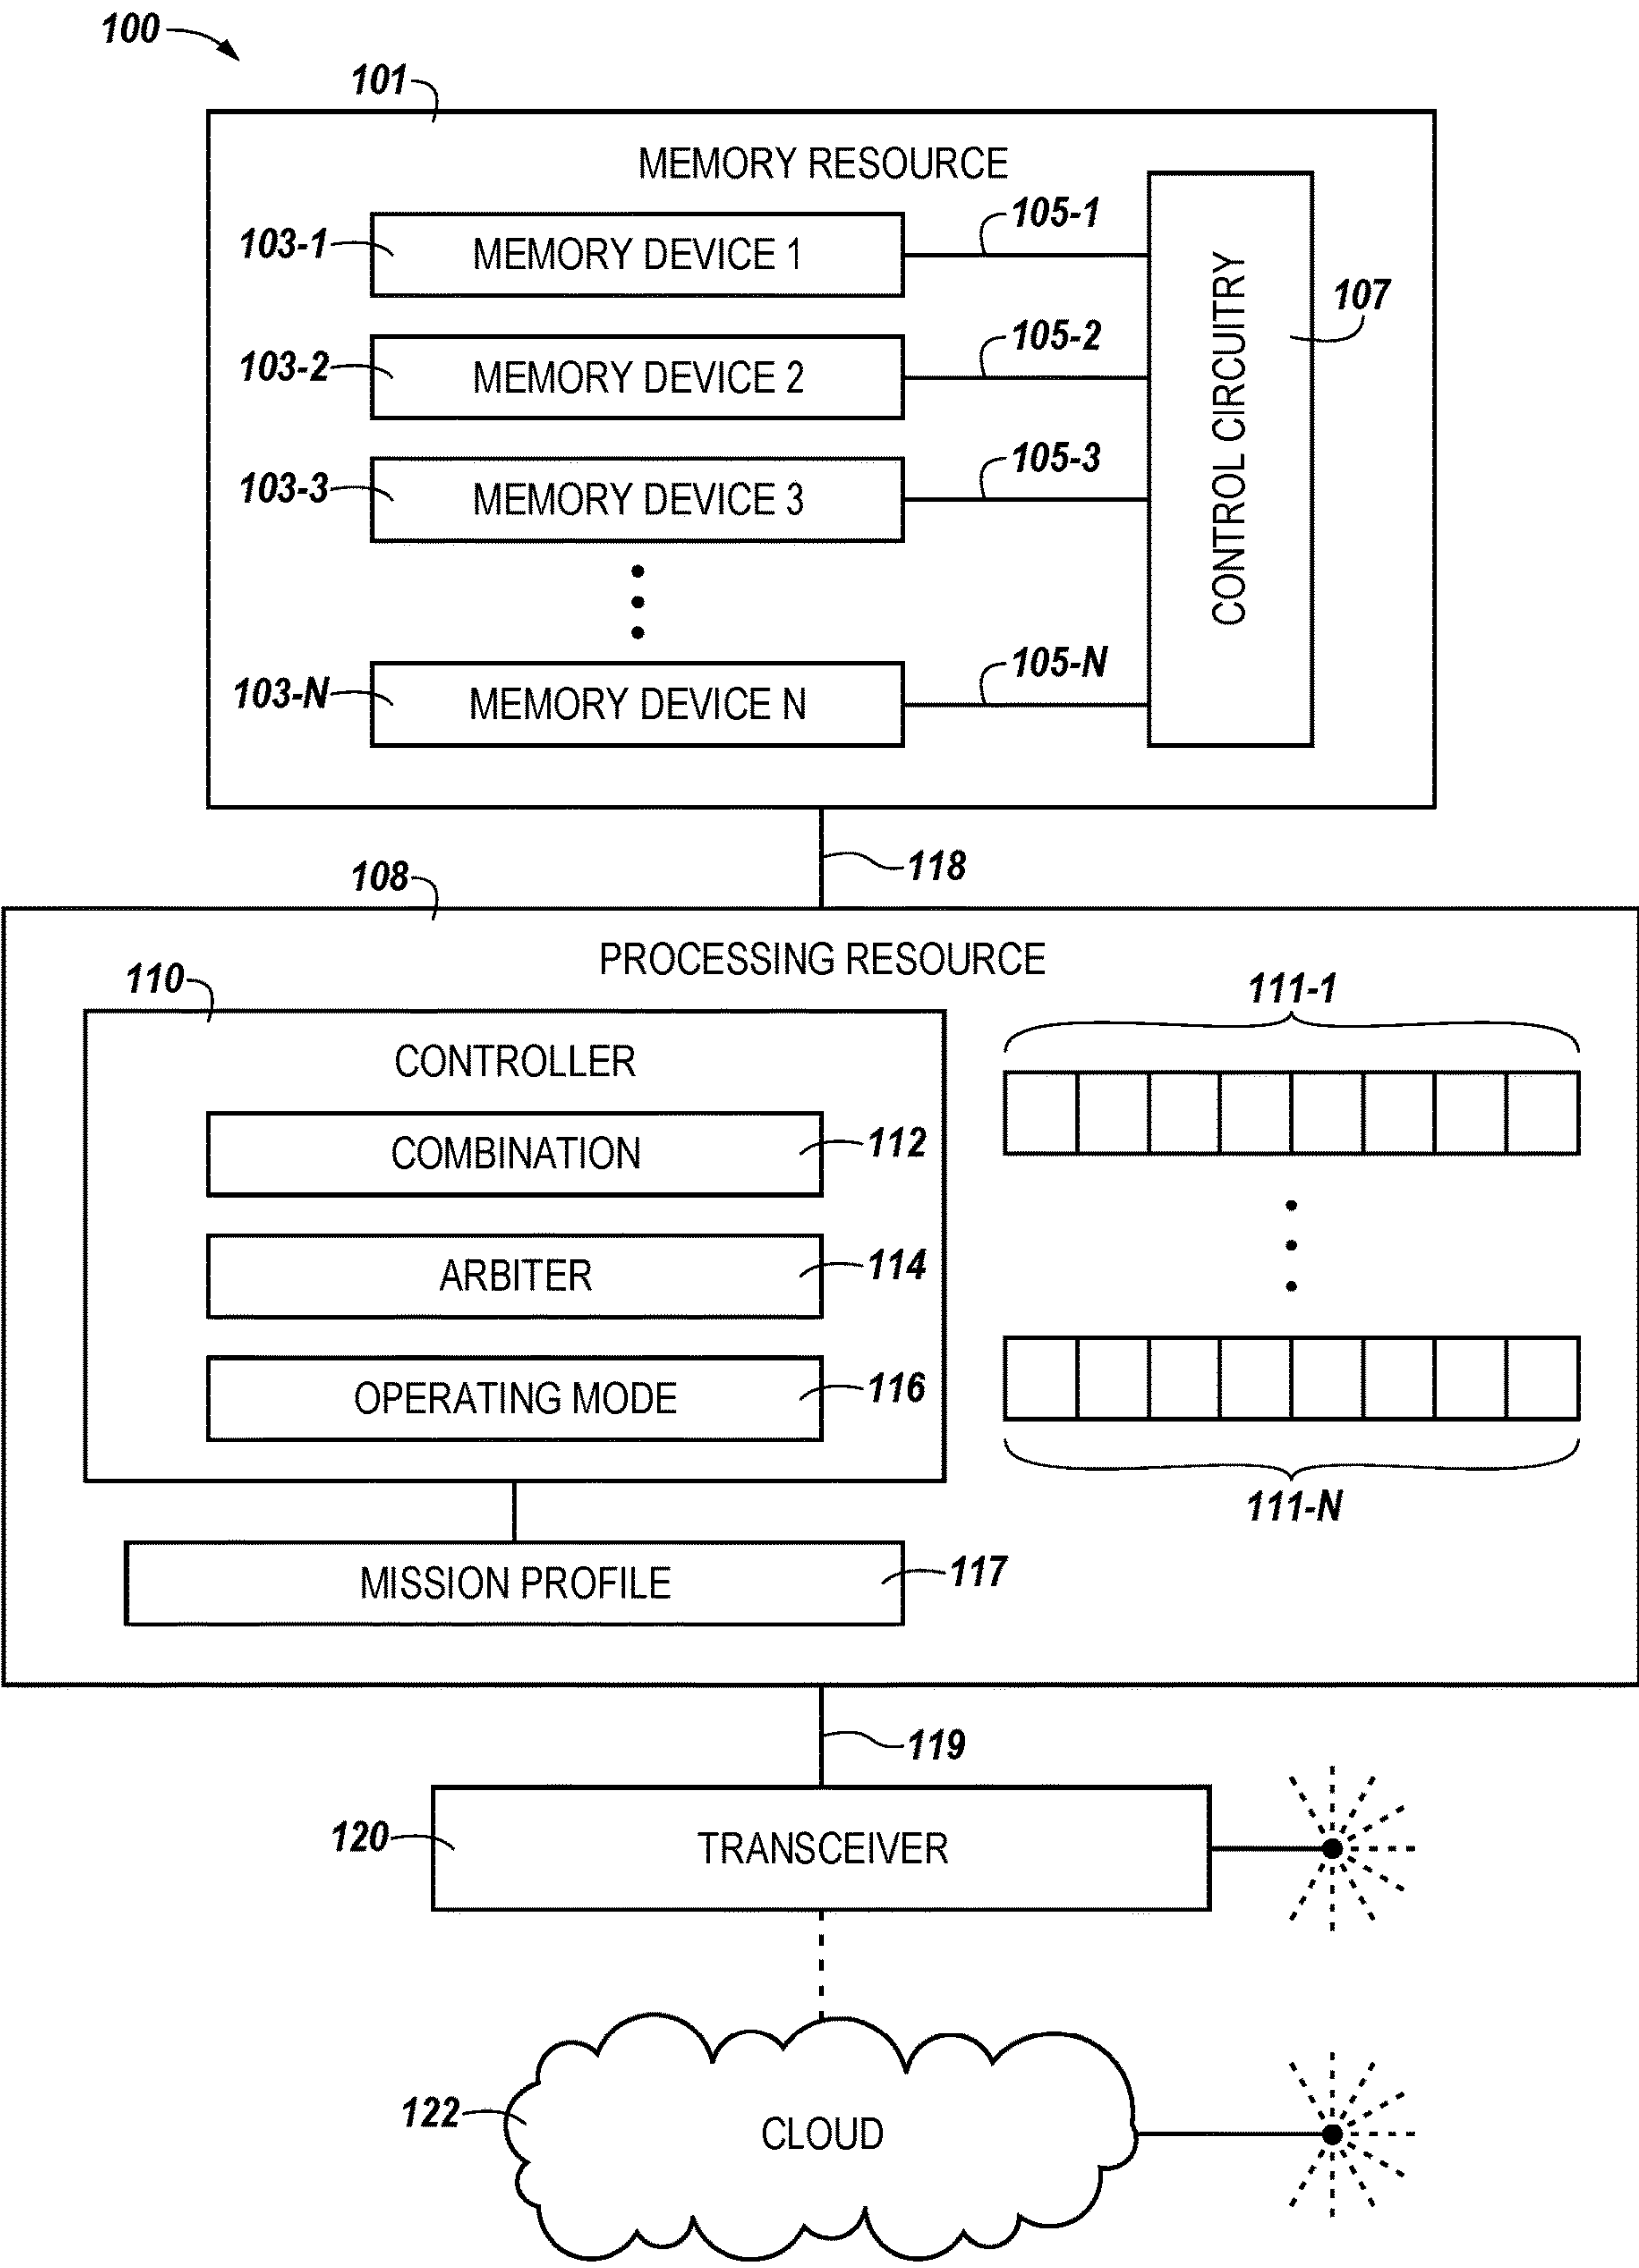 100
101
MEMORY RESOURCE
103-1
MEMORY DEVICE 1
105-1
103-2
MEMORY DEVICE 2
105-2
103-3
MEMORY DEVICE 3
105-3
103-N
MEMORY DEVICE N
105-N
CONTROL CIRCUITRY
107
118
108
PROCESSING RESOURCE
110
CONTROLLER
COMBINATION
112
ARBITER
114
OPERATING MODE
116
111-1
111-N
MISSION PROFILE
117
119
120
TRANSCEIVER
122
CLOUD